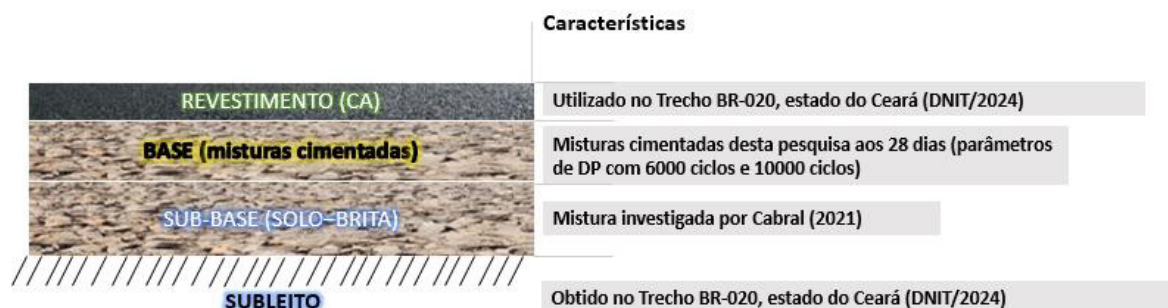 Características
REVESTIMENTO (CA)
Utilizado no Trecho BR-020, estado do Ceará (DNIT/2024)
BASE (misturas cimentadas)
Misturas cimentadas desta pesquisa aos 28 dias (parâmetros
de DP com 6000 ciclos e 10000 ciclos)
SUB-BASE (SOLO–BRITA)
Mistura investigada por Cabral (2021)
SUBLEITO
Obtido no Trecho BR-020, estado do Ceará (DNIT/2024)